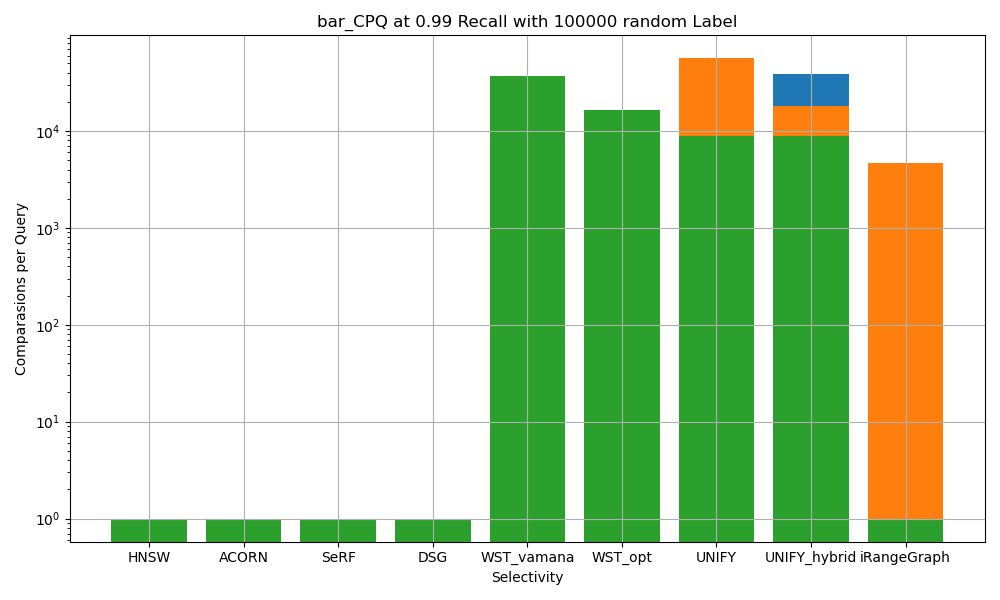 bar_CPQ at 0.99 Recall with 100000 random Label
Comparasions per Query
10^4
10^3
10^2
10^1
10^0
HNSW ACORN SeRF DSG WST_vamana WST_opt UNIFY UNIFY_hybrid iRangeGraph
Selectivity